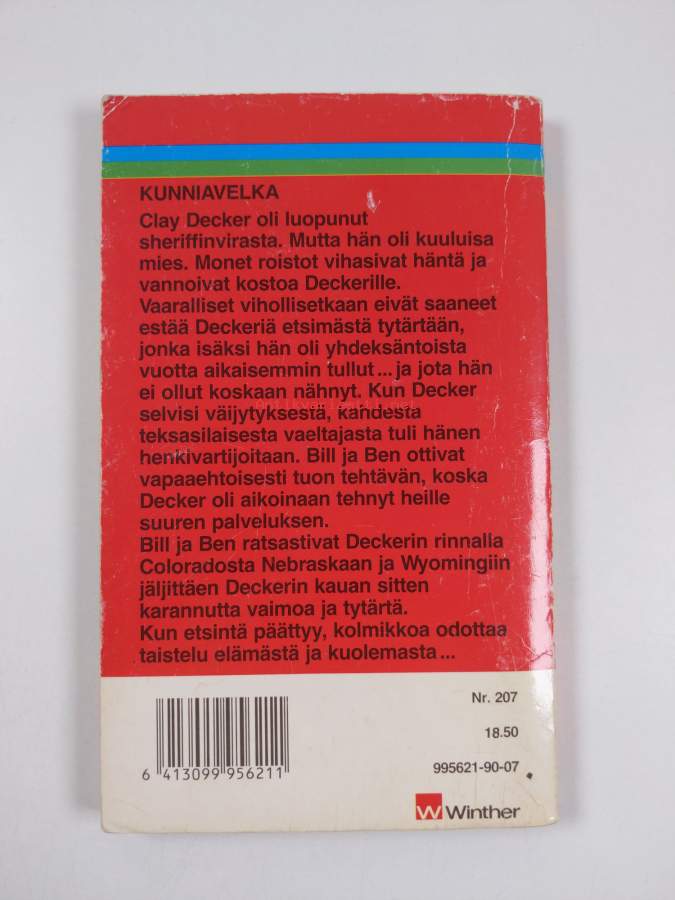 KUNNIAVELKA
Clay Decker oli luopunut
sheriffinvirasta. Mutta hän oli kuuluisa
mies. Monet roistot vihasivat häntä ja
vannoivat kostoa Deckerille.
Vaaralliset vihollisetkaan eivät saaneet
estää Deckeriä etsimästä tytärtään,
jonka isäksi hän oli yhdeksäntoista
vuotta aikaisemmin tullut ... ja jota hän
ei ollut koskaan nähnyt. Kun Decker
selvisi väijytyksestä, kahdesta
teksasilaisesta vaeltajasta tuli hänen
henkivartijoitaan. Bill ja Ben ottivat
vapaaehtoisesti tuon tehtävän, koska
Decker oli aikoinaan tehnyt heille
suuren palveluksen.
Bill ja Ben ratsastivat Deckerin rinnalla
Coloradosta Nebraskaan ja Wyomingiin
jäljittäen Deckerin kauan sitten
karannutta vaimoa ja tytärtä.
Kun etsintä päättyy, kolmikkoa odottaa
taistelu elämästä ja kuolemasta ...
Nr. 207
18.50
995621-90-07
6 413099 956211
W Winther